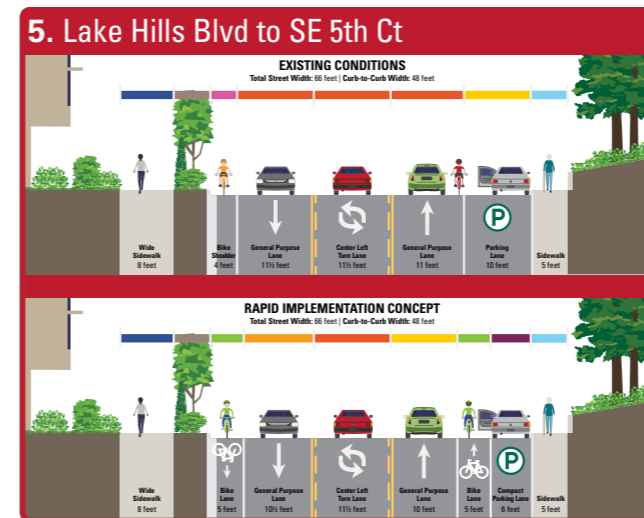 5. Lake Hills Blvd to SE 5th Ct
EXISTING CONDITIONS
Total Street Width: 66 feet | Curb-to-Curb Width: 48 feet
Wide
Sidewalk
8 feet
Bike
Shoulder
4 feet
General Purpose
Lane
11½ feet
Center Left
Turn Lane
11½ feet
General Purpose
Lane
11 feet
P
Parking
Lane
10 feet
Sidewalk
5 feet
RAPID IMPLEMENTATION CONCEPT
Total Street Width: 66 feet | Curb-to-Curb Width: 48 feet
Wide
Sidewalk
8 feet
Bike
Lane
5 feet
General Purpose
Lane
10½ feet
Center Left
Turn Lane
11½ feet
General Purpose
Lane
10 feet
Bike
Lane
5 feet
P
Compact
Parking Lane
6 feet
Sidewalk
5 feet